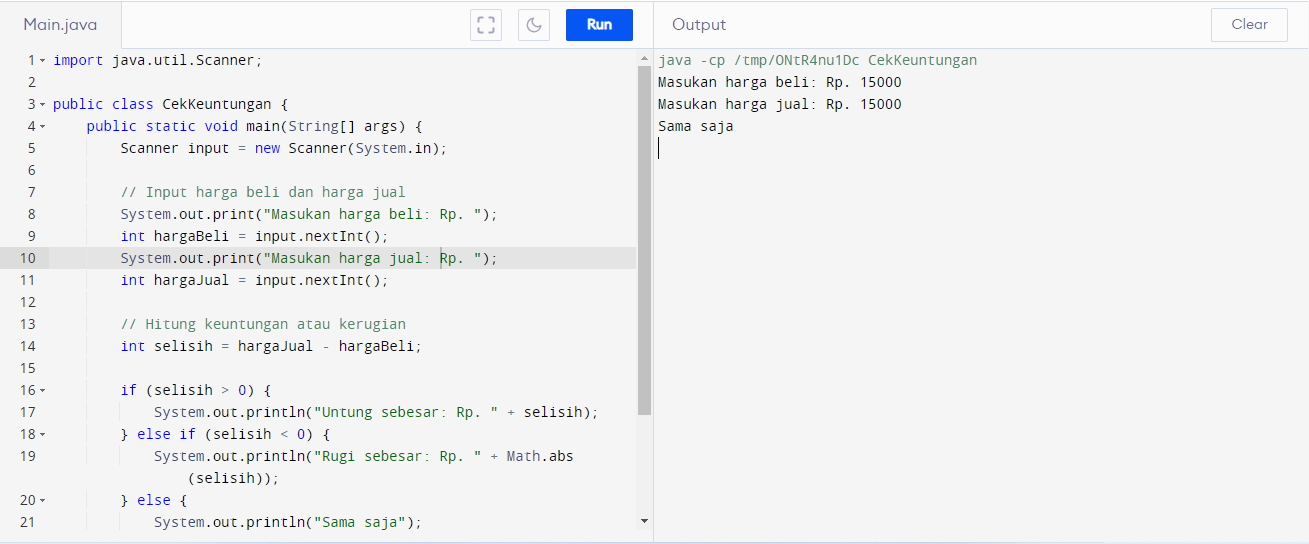 Main.java
Run
1 import java.util.Scanner;
2
3 public class CekKeuntungan {
4 public static void main(String[] args) {
5 Scanner input = new Scanner(System.in);
6
7 // Input harga beli dan harga jual
8 System.out.print("Masukan harga beli: Rp. ");
9 int hargaBeli = input.nextInt();
10 System.out.print("Masukan harga jual: Rp. ");
11 int hargaJual = input.nextInt();
12
13 // Hitung keuntungan atau kerugian
14 int selisih = hargaJual - hargaBeli;
15
16 if (selisih > 0) {
17 System.out.println("Untung sebesar: Rp. " + selisih);
18 } else if (selisih < 0) {
19 System.out.println("Rugi sebesar: Rp. " + Math.abs
(selisih));
20 } else {
21 System.out.println("Sama saja");
Output
Clear
java -cp /tmp/ONtR4nu1Dc CekKeuntungan
Masukan harga beli: Rp. 15000
Masukan harga jual: Rp. 15000
Sama saja